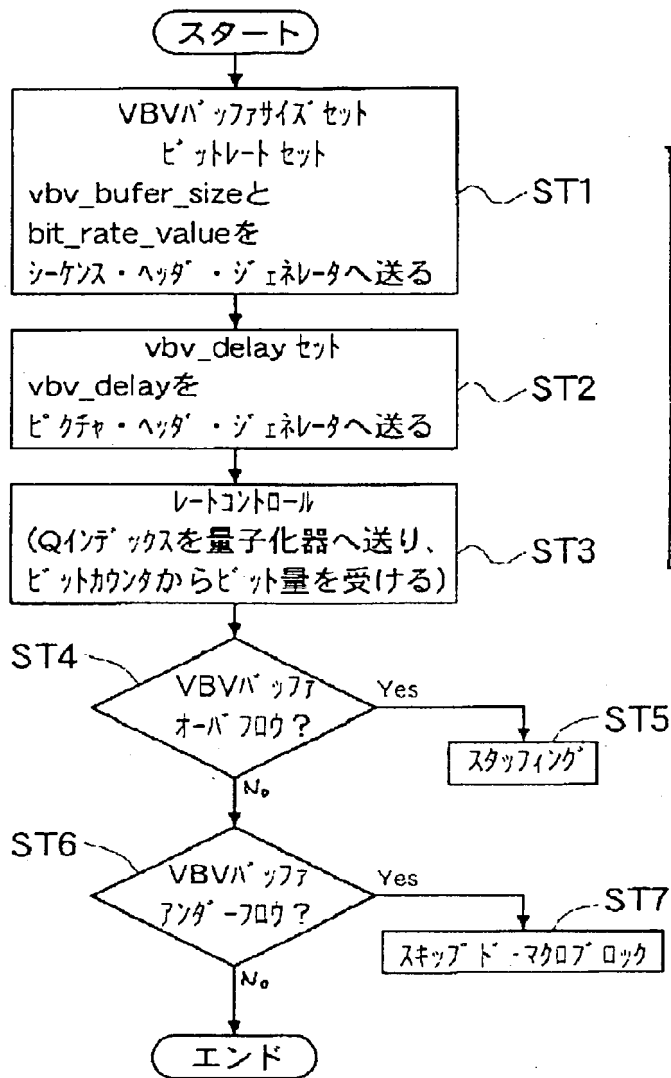 スタート
VBVバッファサイズセット
ビットレートセット
vbv_bufer_sizeと
bit_rate_valueを
シーケンス・ヘッダ・ジェネレータへ送る
ST1
vbv_delayセット
vbv_delayを
ピクチャ・ヘッダ・ジェネレータへ送る
ST2
レートコントロール
(Qインデックスを量子化器へ送り、
ビットカウンタからビット量を受ける)
ST3
ST4
VBVバッファ
オーバフロウ?
Yes
ST5
スタッフィング
No
ST6
VBVバッファ
アンダーフロウ?
Yes
ST7
スキップド・マクロブロック
No
エンド